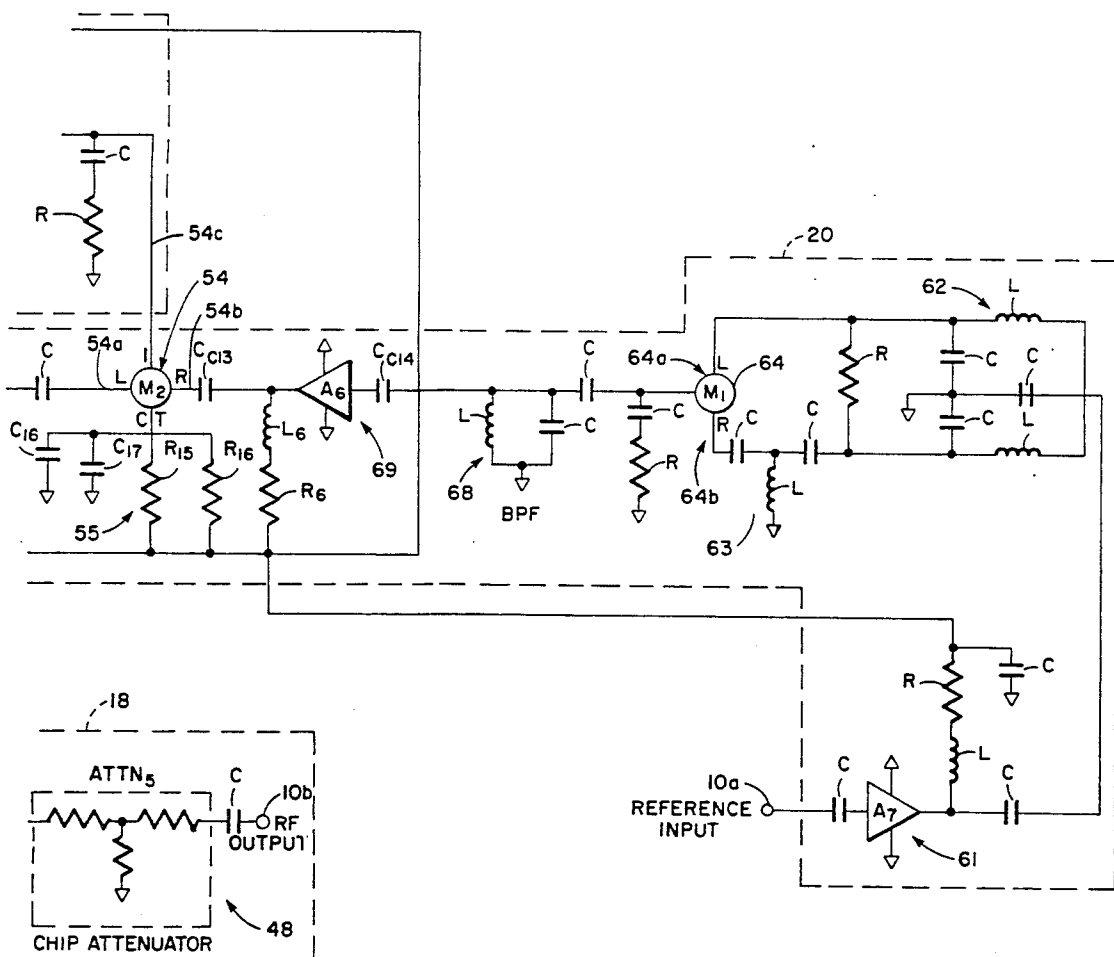 C
R
54c
20
54
62
L
54b
I
C
54a
C C13
C C14
C
64a
L
64
R
C
C
L
M2
R
A6
M1
R
C
C
C
L
CT
C16
C17
R15
R16
L6
69
L
68
C
C
R
64b
L
63
55
R6
BPF
18
R
C
ATTN5
C
10b
L
10a
C
C
RF
OUTPUT
REFERENCE
INPUT
A7
61
48
CHIP ATTENUATOR